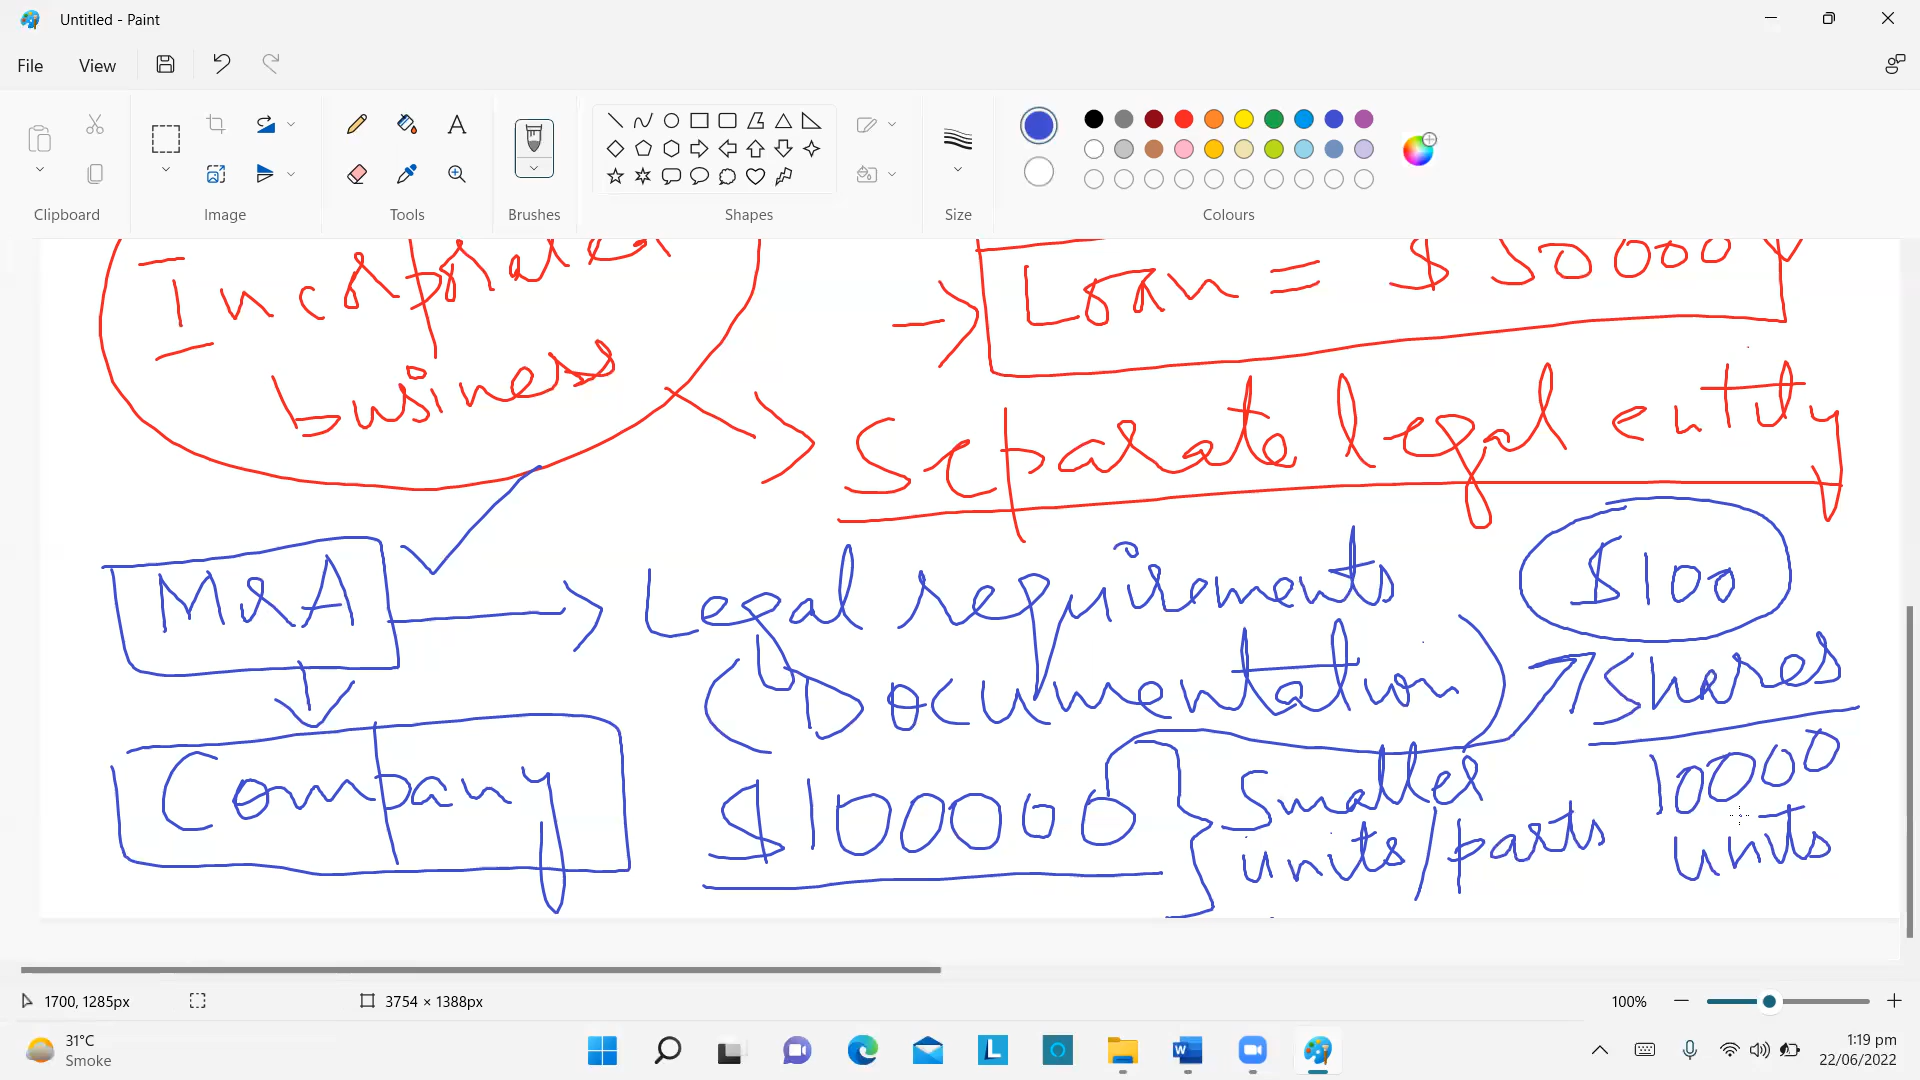 Untitled - Paint
File View
Clipboard Image Tools Brushes Shapes Size Colours
Incorporated
business
Loan = $50000
Separate legal entity
M&A
Legal requirements
(Documentation)
$100
shares
Company
$100000
Smaller
units/parts
10000
units
1700, 1285px
3754 × 1388px
100%
31°C
Smoke
1:19 pm
22/06/2022